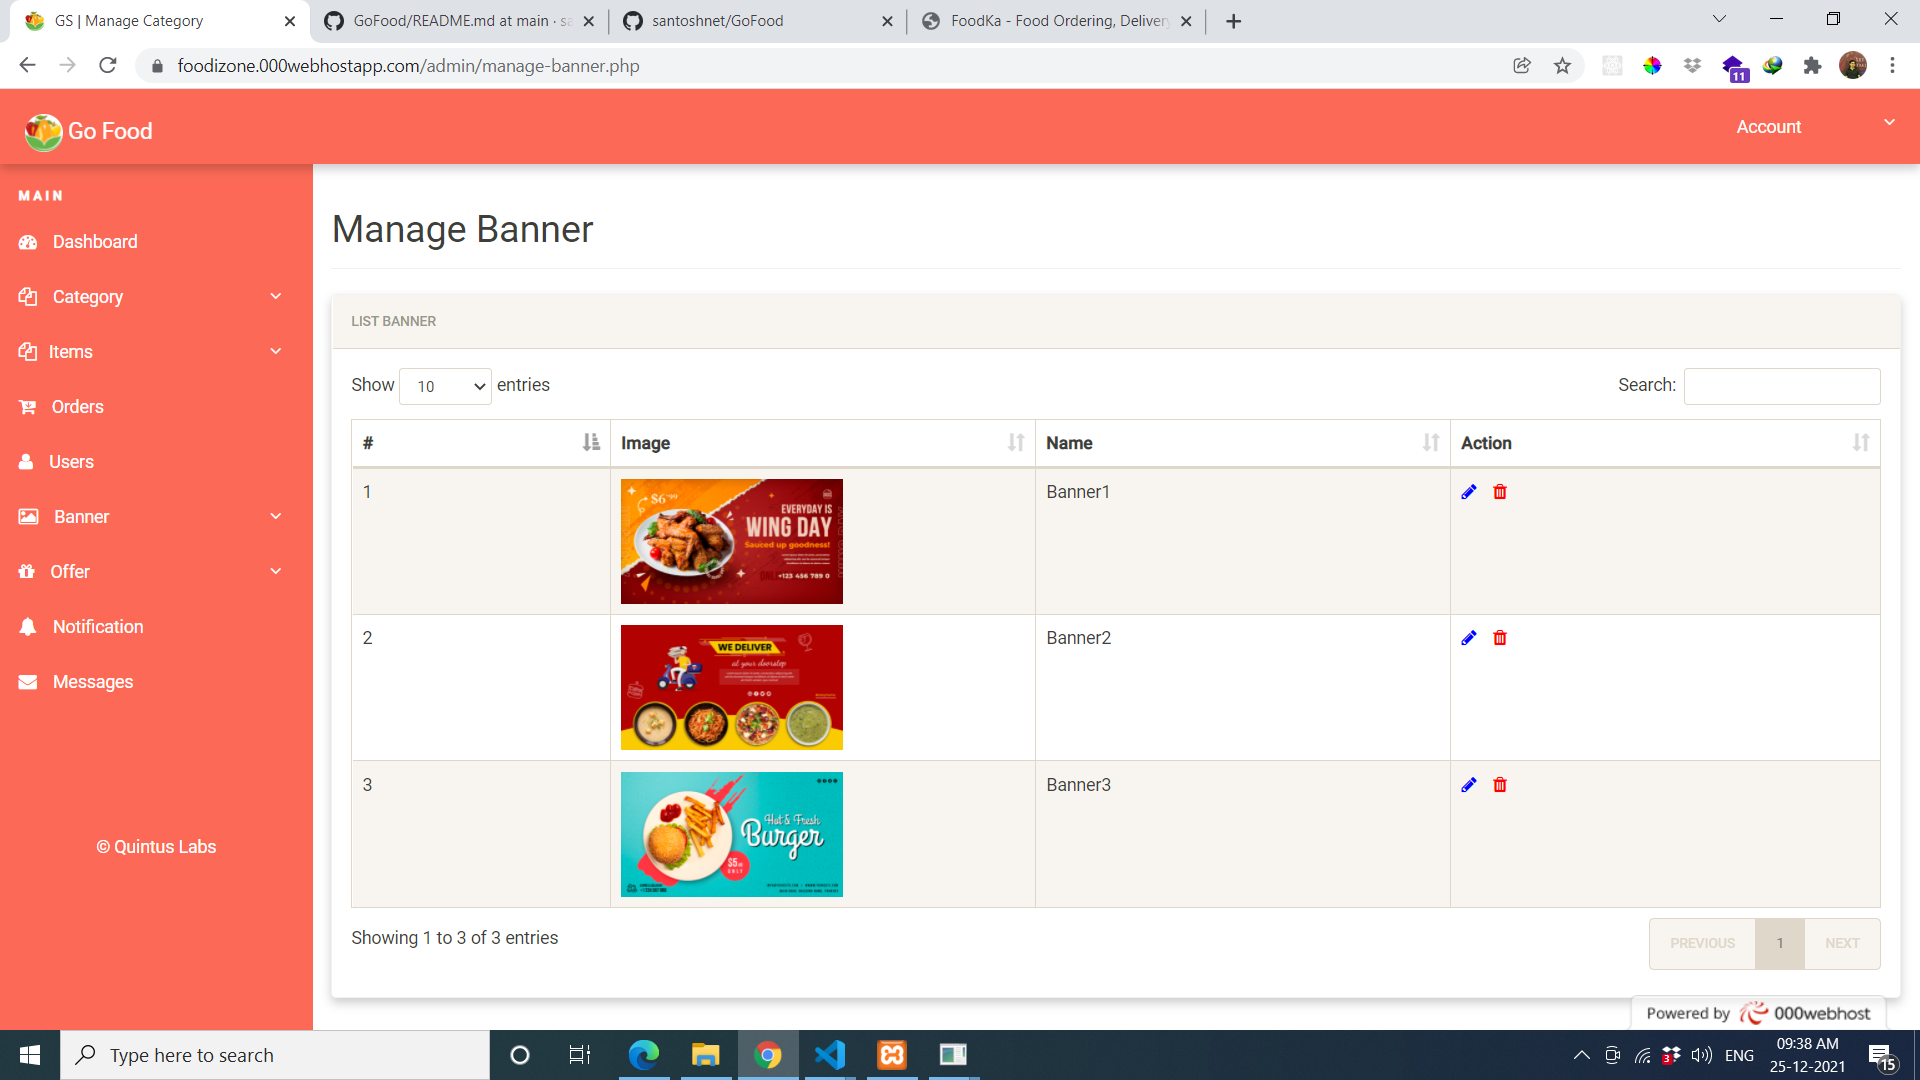 GS | Manage Category
GoFood/README.md at main · sa
santoshnet/GoFood
FoodKa - Food Ordering, Delivery
foodizone.000webhostapp.com/admin/manage-banner.php
11
Go Food
Account
MAIN
Dashboard
Category
Items
Orders
Users
Banner
Offer
Notification
Messages
© Quintus Labs
Manage Banner
LIST BANNER
Show 10 entries
Search:
# Image Name Action
1 Banner1
$6.99
EVERYDAY IS
WING DAY
Sauced up goodness!
+123 456 789 0
2 Banner2
WE DELIVER
at your doorstep
3 Banner3
Hot & Fresh
Burger
$5
ONLY
Showing 1 to 3 of 3 entries
PREVIOUS 1 NEXT
Powered by 000webhost
Type here to search
3
ENG
09:38 AM
25-12-2021
15